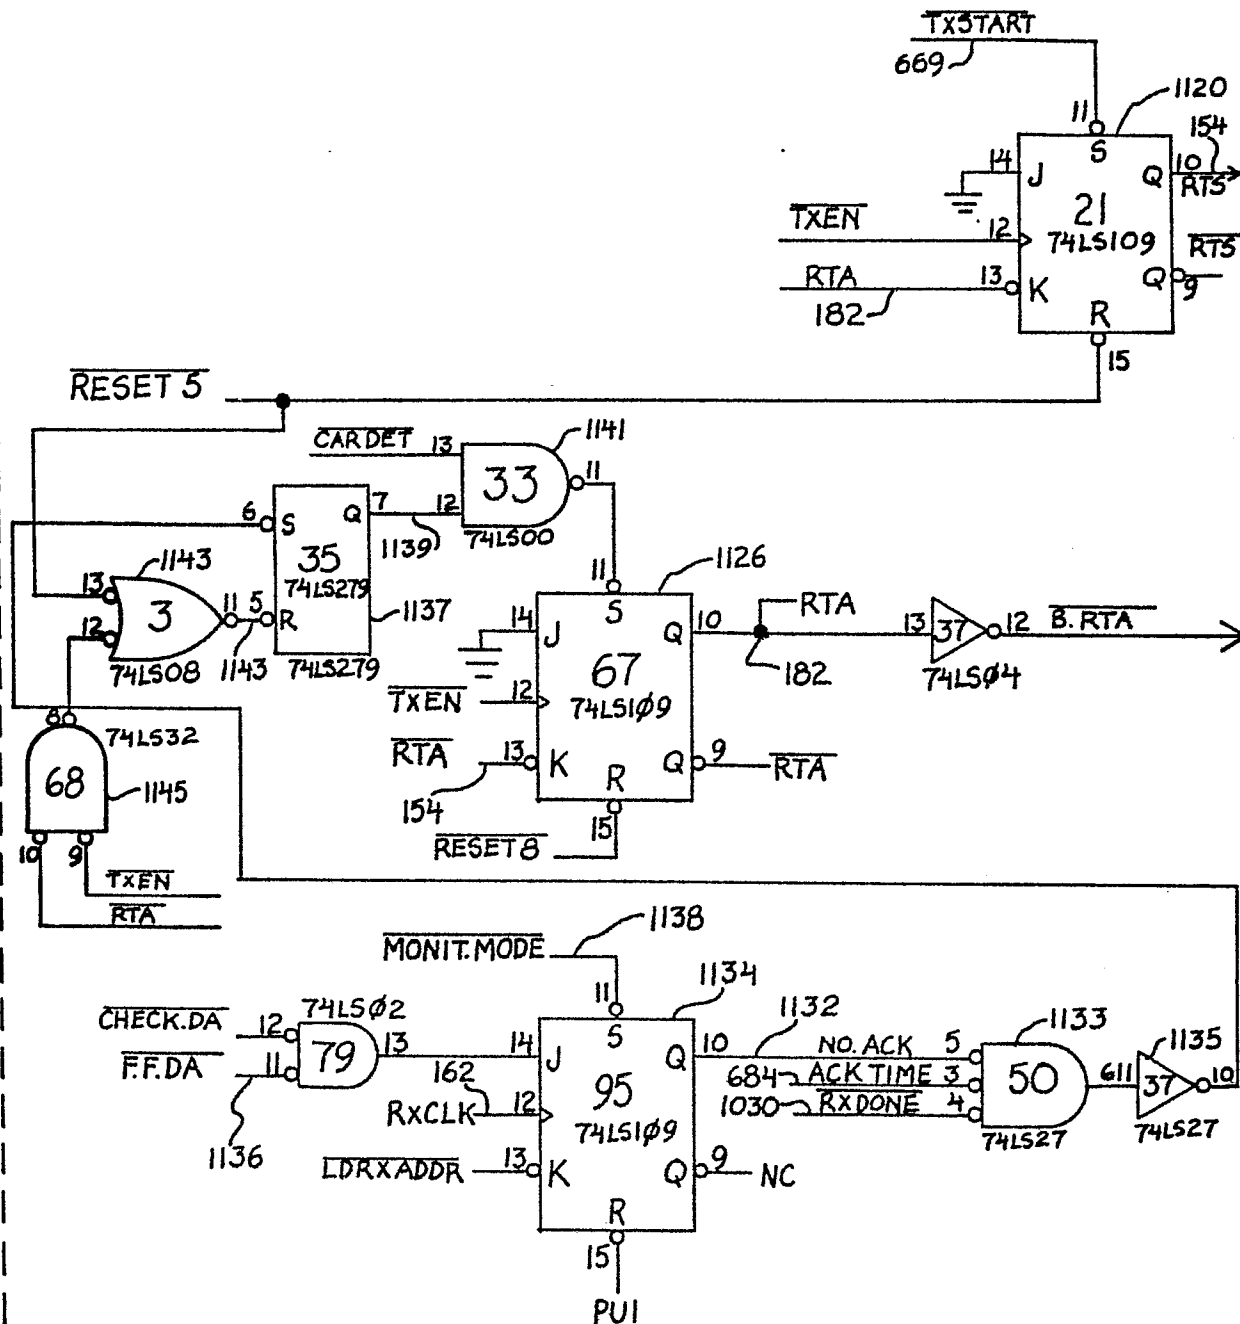 TXSTART
669
1120
11
154
14
J
S
Q
10
RTS
21
TXEN
12
74LS109
RTS
RTA
13
K
Q
9
182
R
15
RESET 5
CARDET
13
1141
11
33
6
S
Q
7
12
1139
74LS00
35
74LS279
1143
13
3
11
5
R
1137
12
74LS08
1143
74LS279
11
1126
14
J
S
Q
10
RTA
13
37
12
B.RTA
67
182
74LSØ4
TXEN
12
74LS1Ø9
RTA
13
K
Q
9
RTA
154
R
15
RESET8
8
74LS32
68
1145
10
9
TXEN
RTA
MONIT.MODE
1138
11
1134
74LSØ2
CHECK.DA
12
79
13
14
J
S
Q
10
1132
NO.ACK
5
1133
1135
F.F.DA
11
162
684
ACK TIME
3
50
611
37
10
95
RXCLK
12
1030
RXDONE
4
74LS1Ø9
74LS27
74LS27
1136
LDRXADDR
13
K
Q
9
NC
R
15
PU1